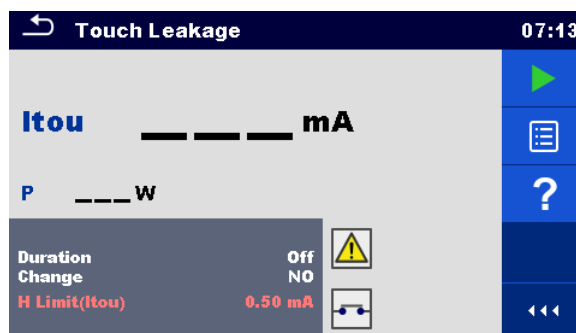 Touch Leakage 07:13
Itou ___ mA
P ___ W
Duration Off
Change NO
H Limit(Itou) 0.50 mA
?